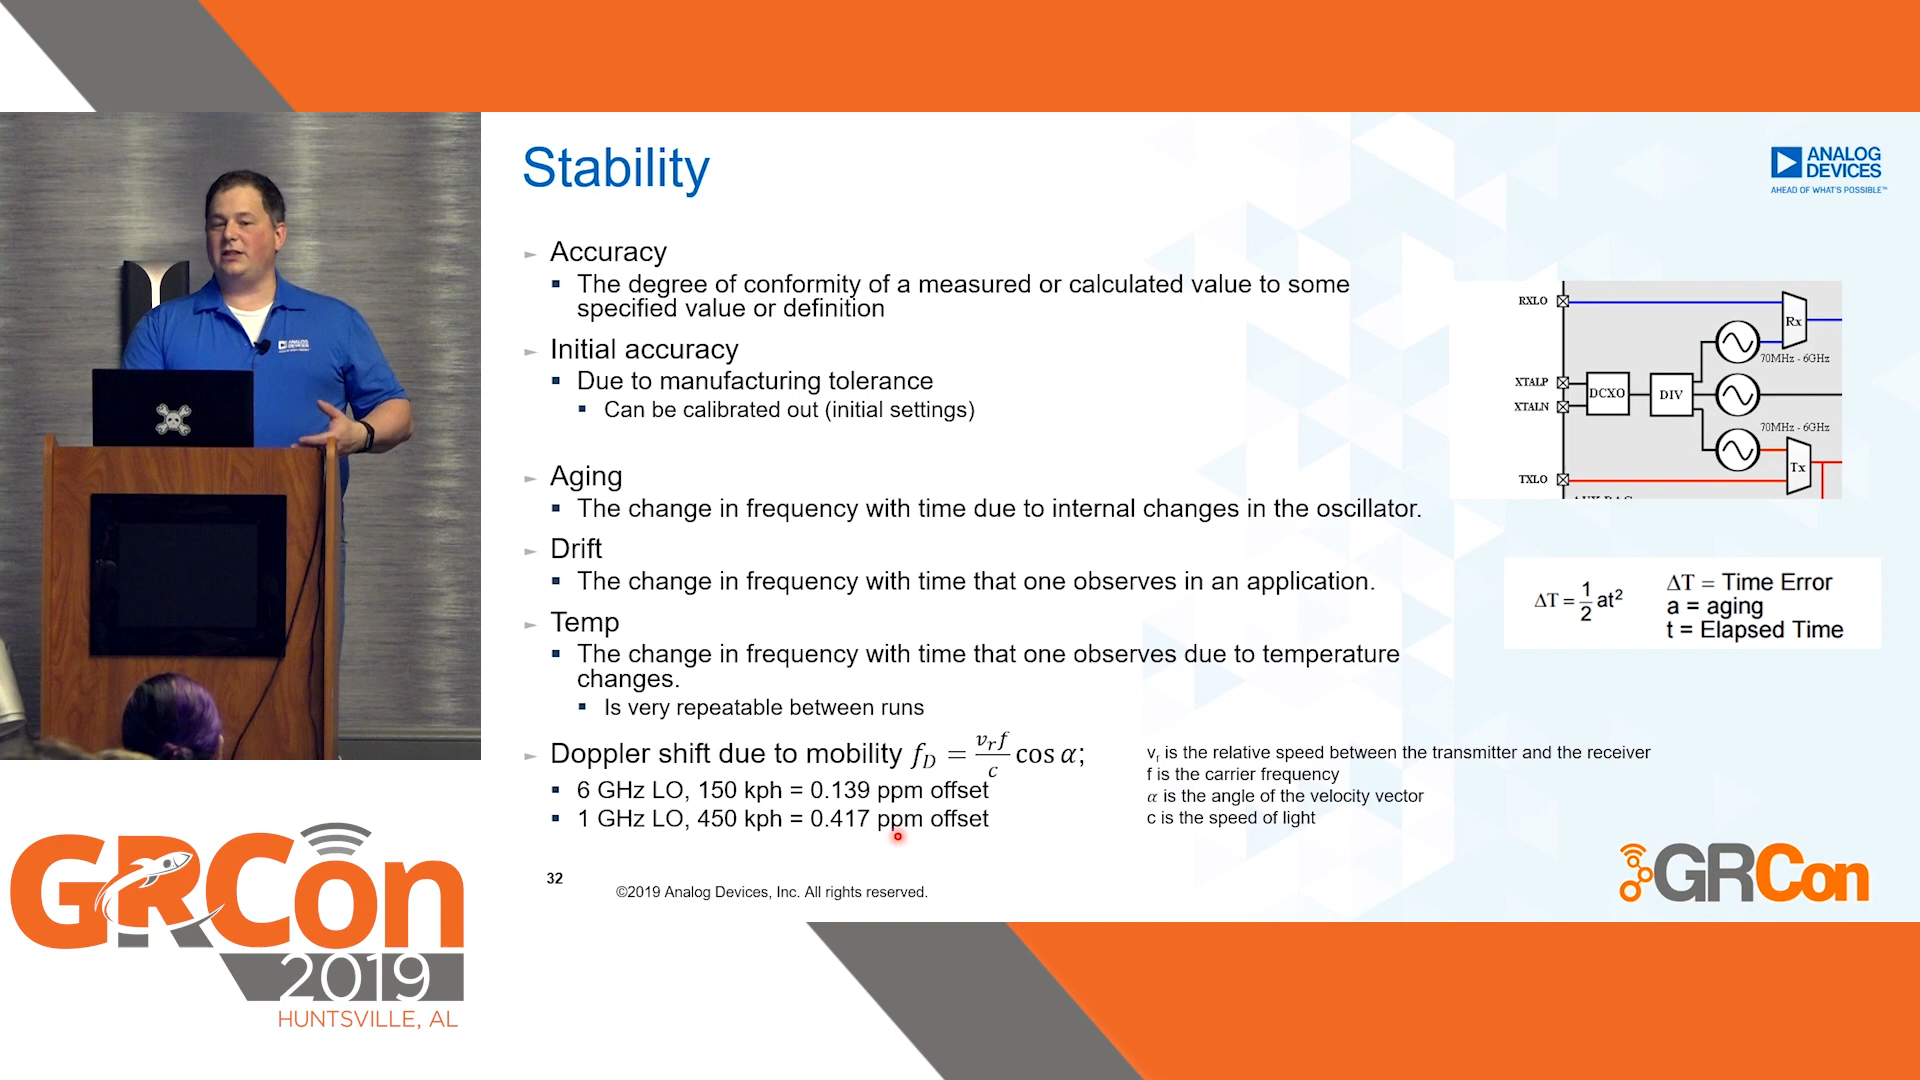 Stability
ANALOG
DEVICES
AHEAD OF WHAT'S POSSIBLE™
► Accuracy
▪ The degree of conformity of a measured or calculated value to some
specified value or definition
► Initial accuracy
▪ Due to manufacturing tolerance
▪ Can be calibrated out (initial settings)
► Aging
▪ The change in frequency with time due to internal changes in the oscillator.
► Drift
▪ The change in frequency with time that one observes in an application.
► Temp
▪ The change in frequency with time that one observes due to temperature
changes.
▪ Is very repeatable between runs
► Doppler shift due to mobility f_D = v_r f / c cos α;
▪ 6 GHz LO, 150 kph = 0.139 ppm offset
▪ 1 GHz LO, 450 kph = 0.417 ppm offset
RXLO
Rx
70MHz - 6GHz
XTALP
DCXO
DIV
XTALN
70MHz - 6GHz
Tx
TXLO
ΔT = 1/2 at²
ΔT = Time Error
a = aging
t = Elapsed Time
v_r is the relative speed between the transmitter and the receiver
f is the carrier frequency
α is the angle of the velocity vector
c is the speed of light
32
©2019 Analog Devices, Inc. All rights reserved.
GRCon
ANALOG
DEVICES
GRCon
2019
HUNTSVILLE, AL